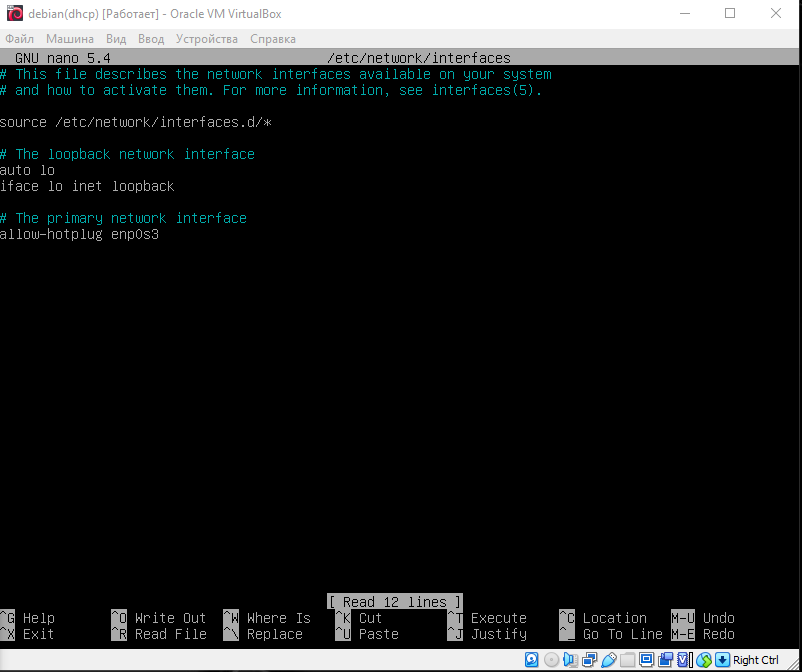 debian(dhcp) [Работает] - Oracle VM VirtualBox
Файл Машина Вид Ввод Устройства Справка
GNU nano 5.4 /etc/network/interfaces
# This file describes the network interfaces available on your system
# and how to activate them. For more information, see interfaces(5).
source /etc/network/interfaces.d/*
# The loopback network interface
auto lo
iface lo inet loopback
# The primary network interface
allow-hotplug enp0s3
[ Read 12 lines ]
^G Help ^O Write Out ^W Where Is ^K Cut ^T Execute ^C Location M-U Undo
^X Exit ^R Read File ^\ Replace ^U Paste ^J Justify ^_ Go To Line M-E Redo
Right Ctrl